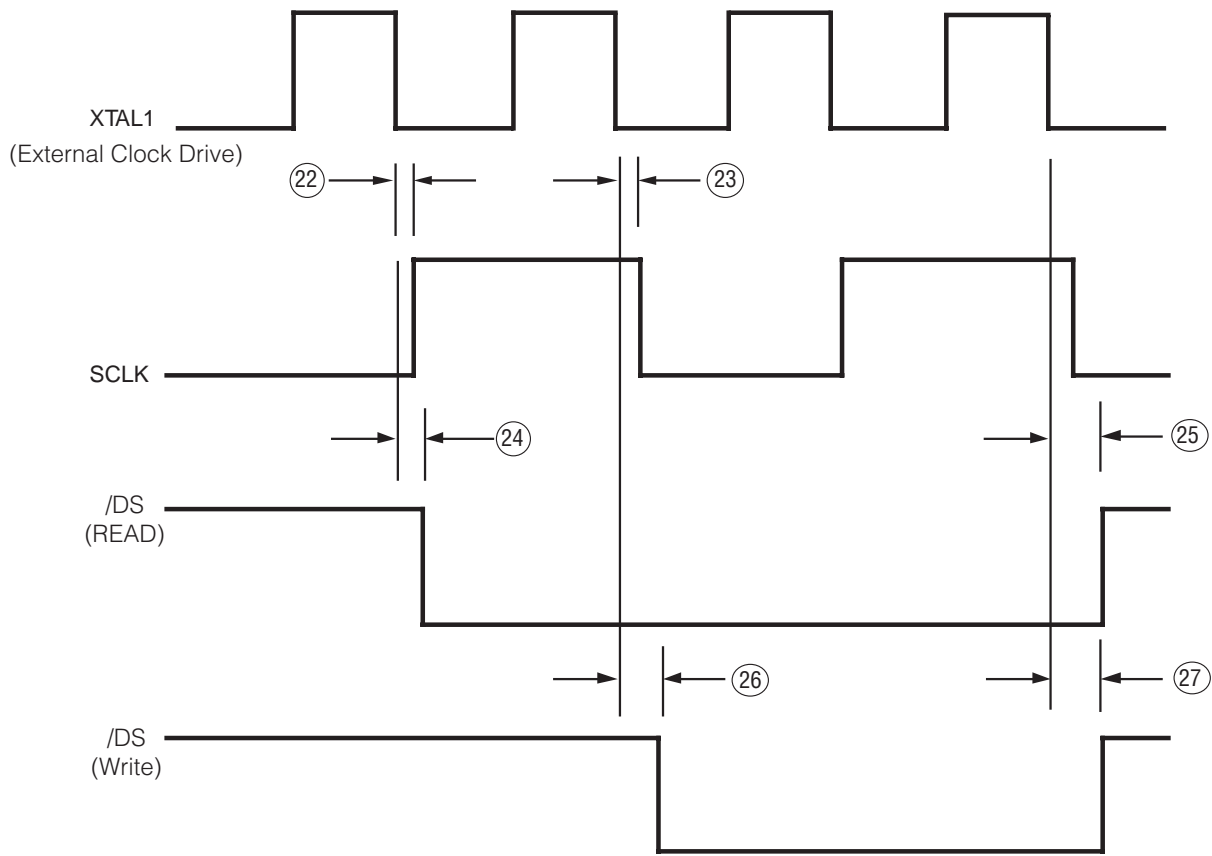 XTAL1
(External Clock Drive)
22
23
SCLK
24
25
/DS
(READ)
26
27
/DS
(Write)